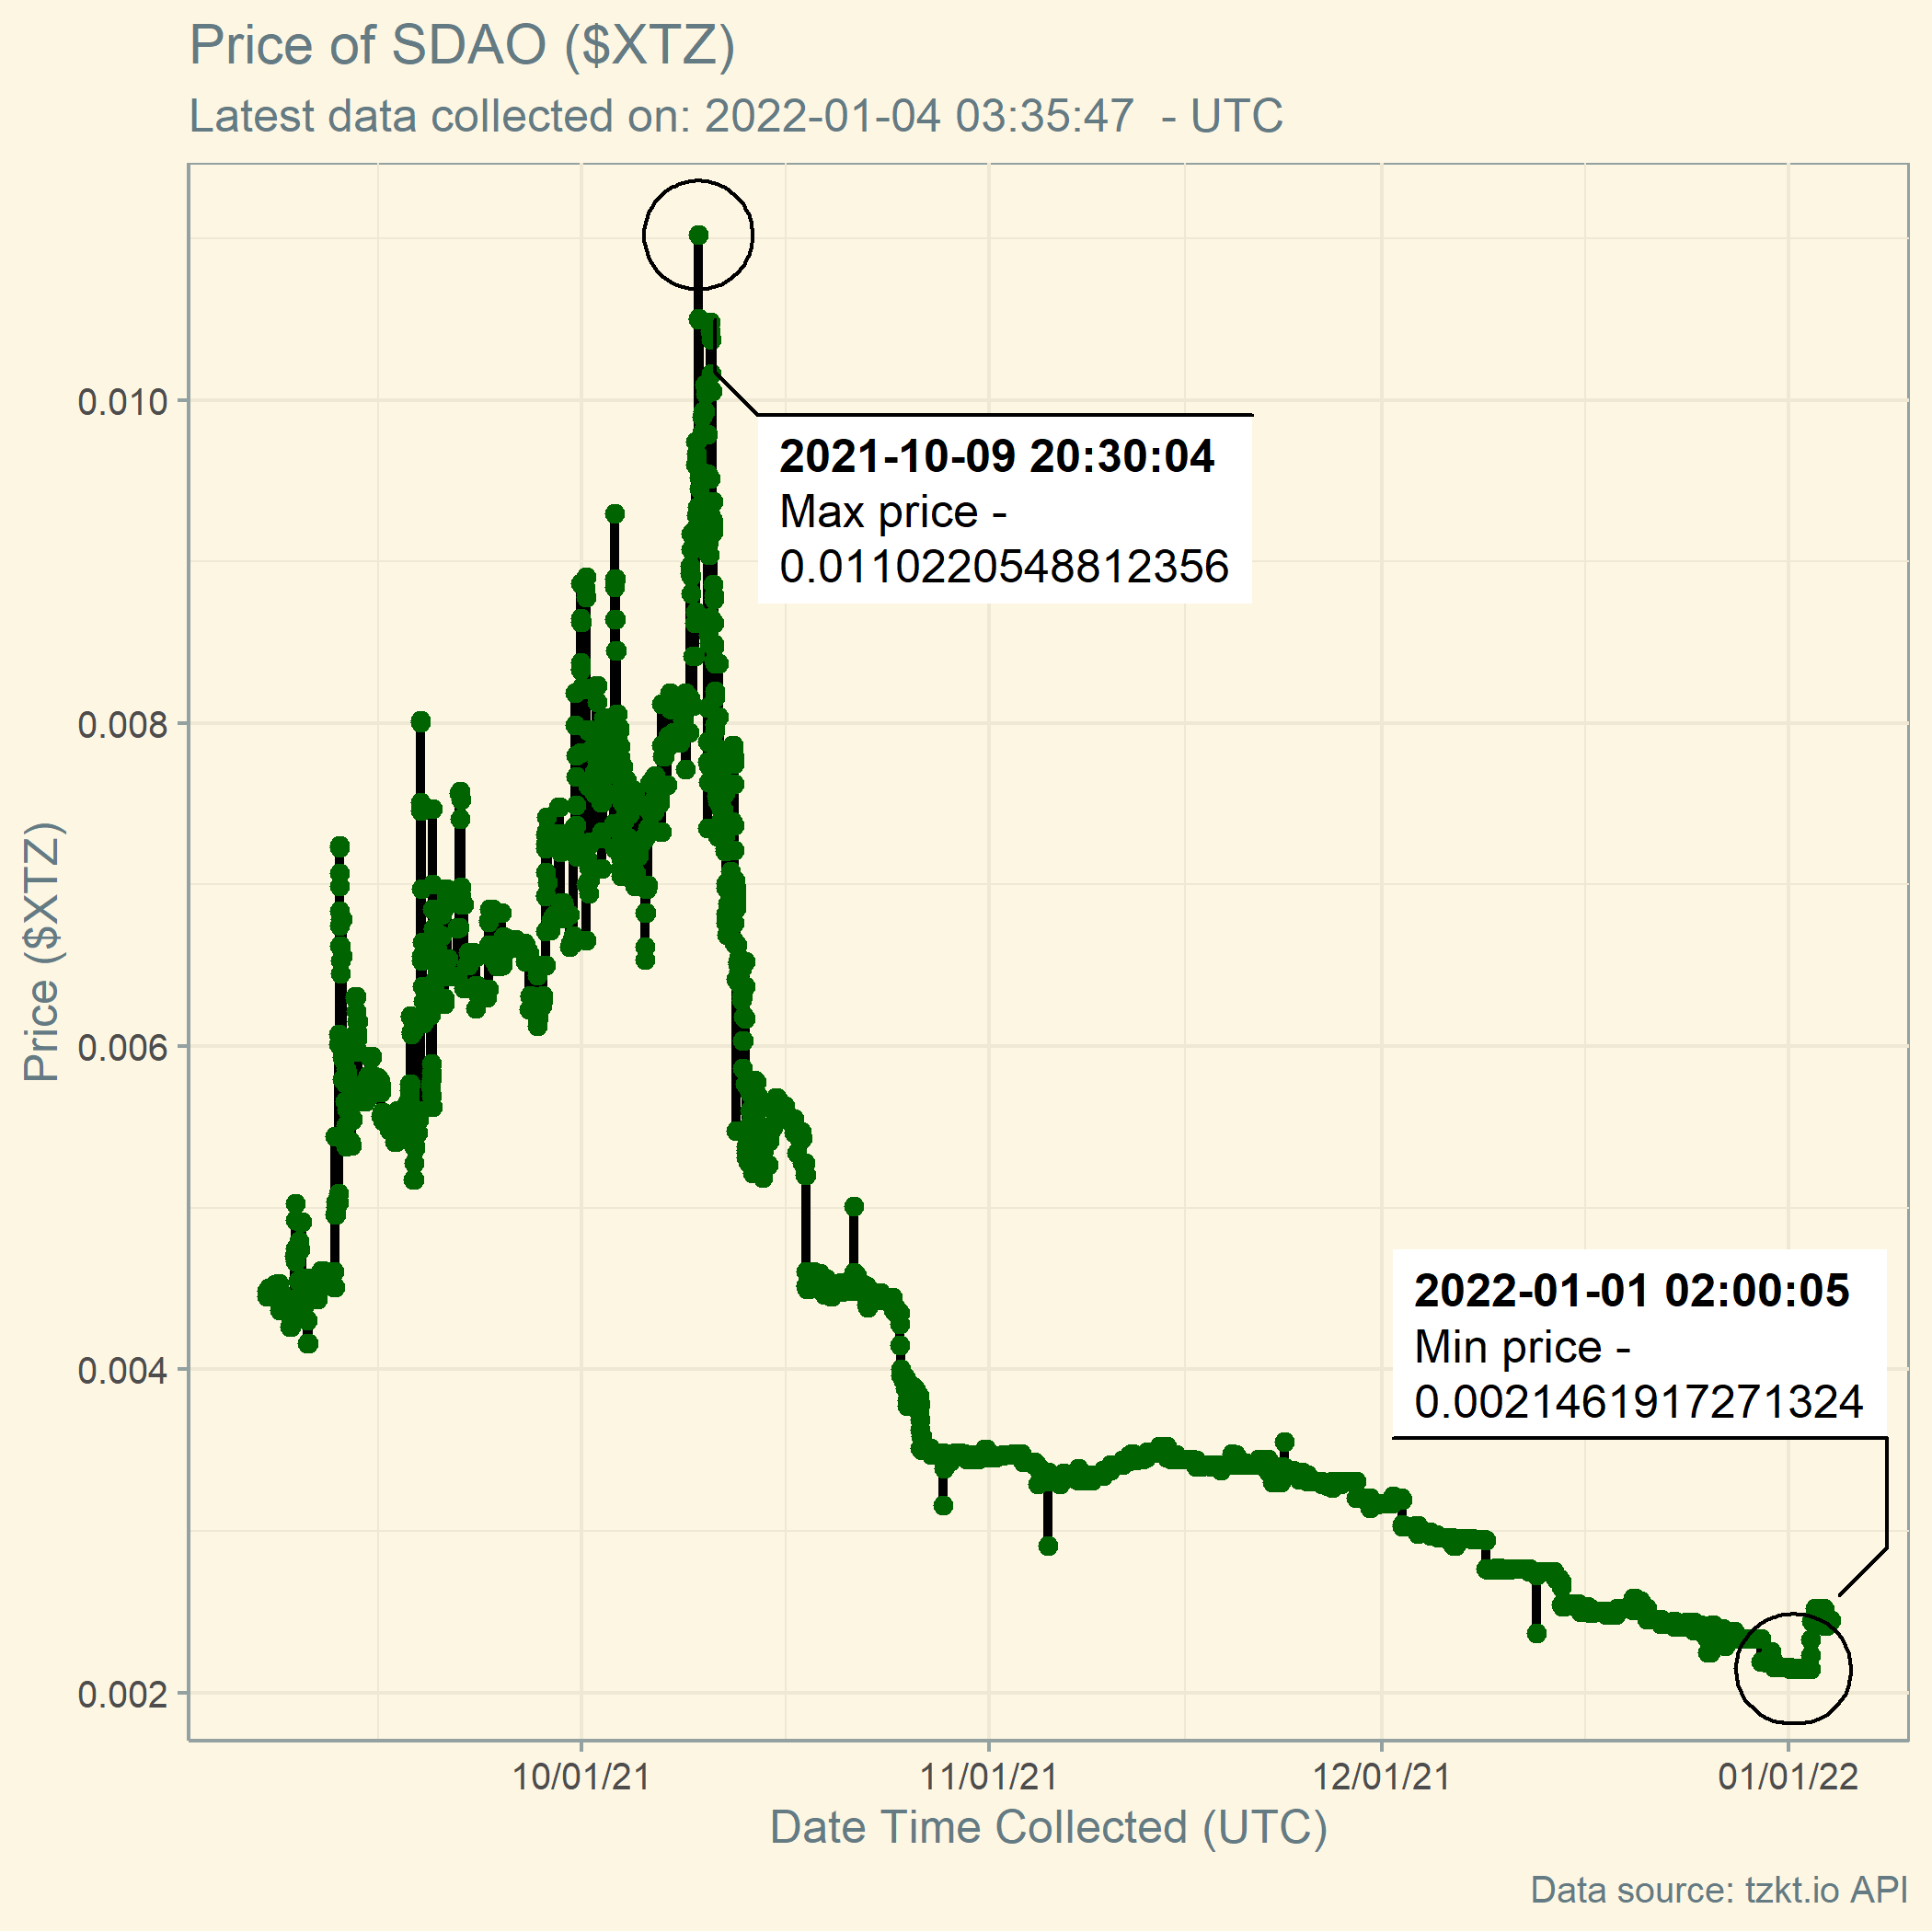 Price of SDAO ($XTZ)
Latest data collected on: 2022-01-04 03:35:47  - UTC
Price ($XTZ)
0.010
0.008
0.006
0.004
0.002
2021-10-09 20:30:04
Max price -
0.0110220548812356
2022-01-01 02:00:05
Min price -
0.0021461917271324
10/01/21
11/01/21
12/01/21
01/01/22
Date Time Collected (UTC)
Data source: tzkt.io API